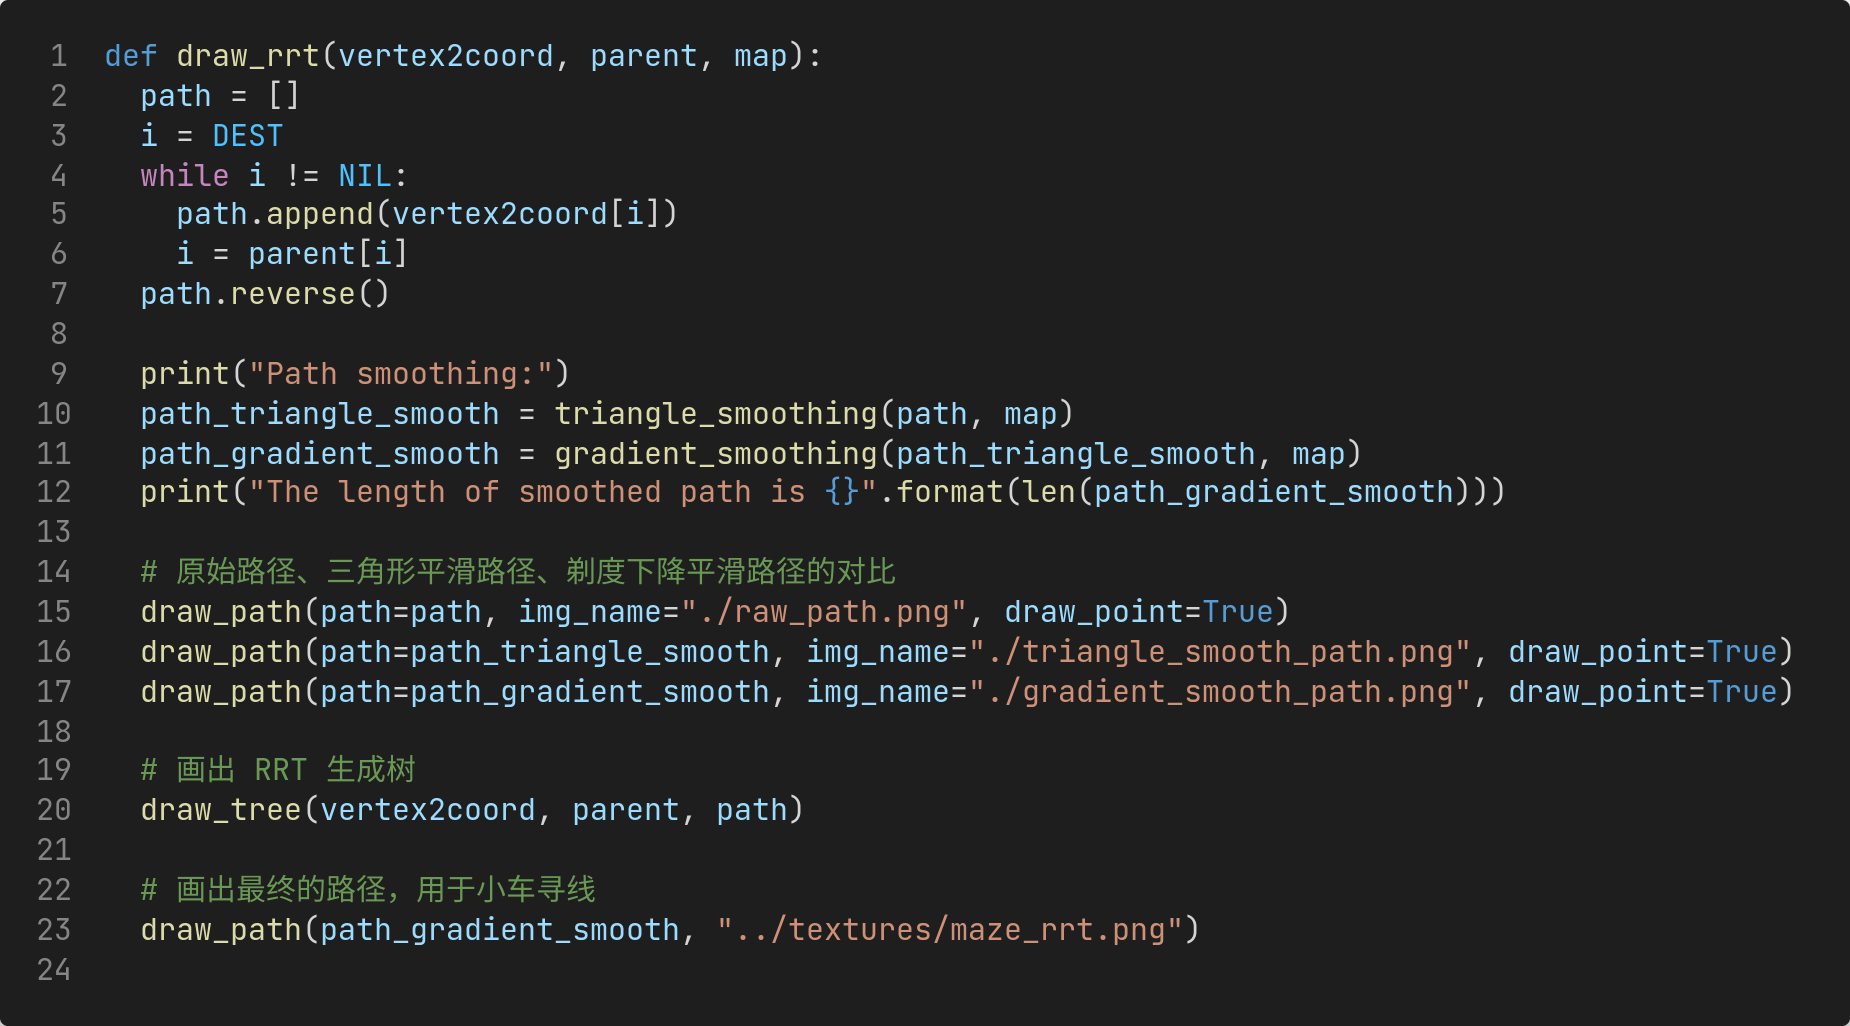 1 def draw_rrt(vertex2coord, parent, map):
2   path = []
3   i = DEST
4   while i != NIL:
5     path.append(vertex2coord[i])
6     i = parent[i]
7   path.reverse()
8
9   print("Path smoothing:")
10   path_triangle_smooth = triangle_smoothing(path, map)
11   path_gradient_smooth = gradient_smoothing(path_triangle_smooth, map)
12   print("The length of smoothed path is {}".format(len(path_gradient_smooth)))
13
14   # 原始路径、三角形平滑路径、剃度下降平滑路径的对比
15   draw_path(path=path, img_name="./raw_path.png", draw_point=True)
16   draw_path(path=path_triangle_smooth, img_name="./triangle_smooth_path.png", draw_point=True)
17   draw_path(path=path_gradient_smooth, img_name="./gradient_smooth_path.png", draw_point=True)
18
19   # 画出 RRT 生成树
20   draw_tree(vertex2coord, parent, path)
21
22   # 画出最终的路径，用于小车寻线
23   draw_path(path_gradient_smooth, "../textures/maze_rrt.png")
24